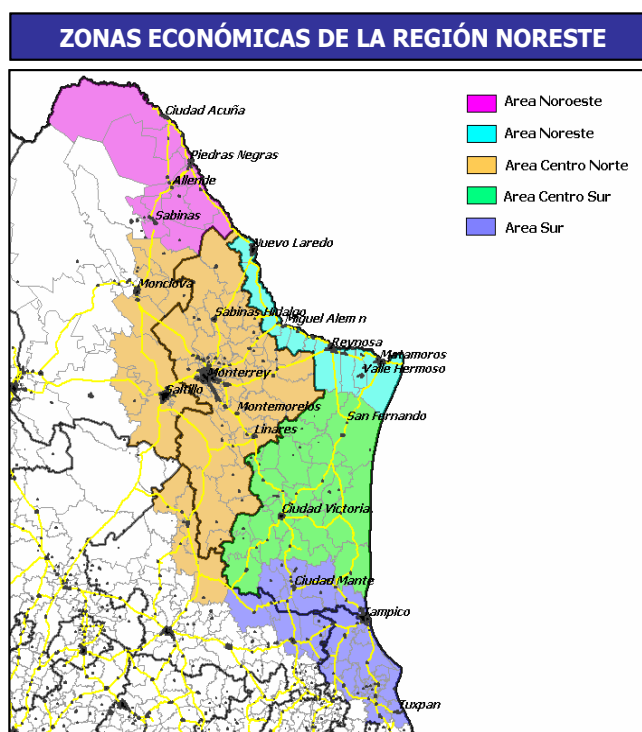 ZONAS ECONÓMICAS DE LA REGIÓN NORESTE
Ciudad Acuña
Area Noroeste
Area Noreste
Piedras Negras
Area Centro Norte
Allende
Area Centro Sur
Sabinas
Area Sur
Nuevo Laredo
Monclova
Sabinas Hidalgo
Miguel Alem n
Reynosa
Matamoros
Valle Hermoso
Monterrey
Saltillo
Montemorelos
San Fernando
Linares
Ciudad Victoria.
Ciudad Mante
Tampico
Tuxpan